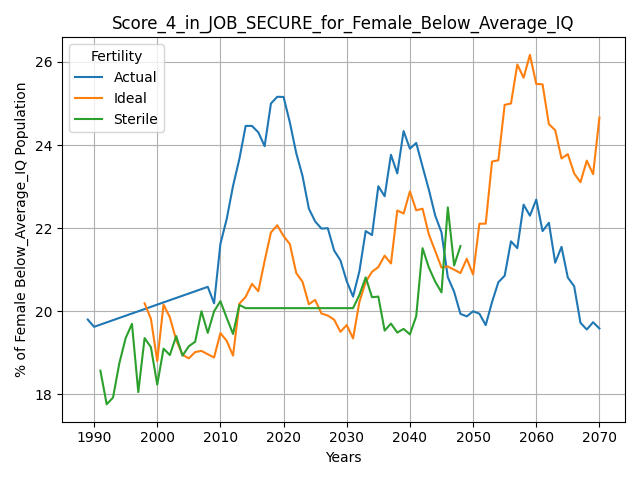 Score_4_in_JOB_SECURE_for_Female_Below_Average_IQ
% of Female Below_Average_IQ Population
26
24
22
20
18
Fertility
Actual
Ideal
Sterile
1990 2000 2010 2020 2030 2040 2050 2060 2070
Years